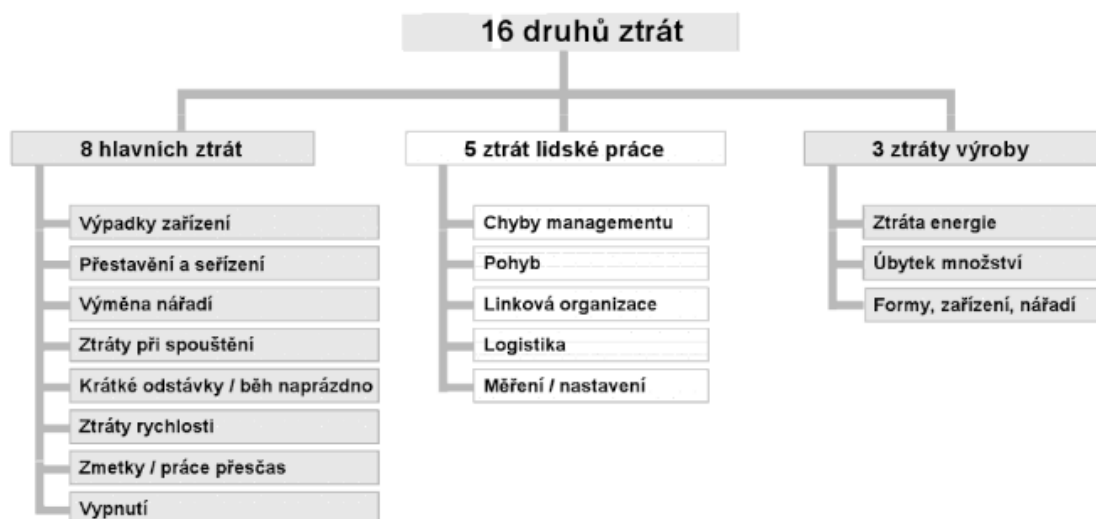 16 druhů ztrát
8 hlavních ztrát
Výpadky zařízení
Přestavění a seřízení
Výměna nářadí
Ztráty při spouštění
Krátké odstávky / běh naprázdno
Ztráty rychlosti
Zmetky / práce přesčas
Vypnutí
5 ztrát lidské práce
Chyby managementu
Pohyb
Linková organizace
Logistika
Měření / nastavení
3 ztráty výroby
Ztráta energie
Úbytek množství
Formy, zařízení, nářadí